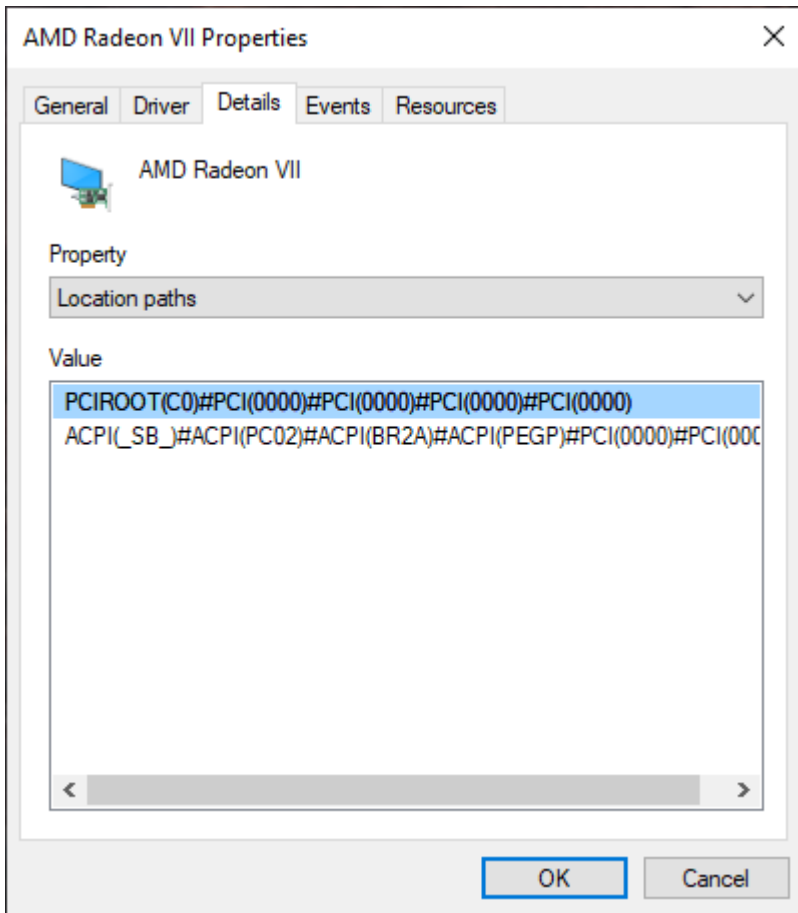 AMD Radeon VII Properties
General Driver Details Events Resources
AMD Radeon VII
Property
Location paths
Value
PCIROOT(C0)#PCI(0000)#PCI(0000)#PCI(0000)#PCI(0000)
ACPI(_SB_)#ACPI(PC02)#ACPI(BR2A)#ACPI(PEGP)#PCI(0000)#PCI(000
OK Cancel